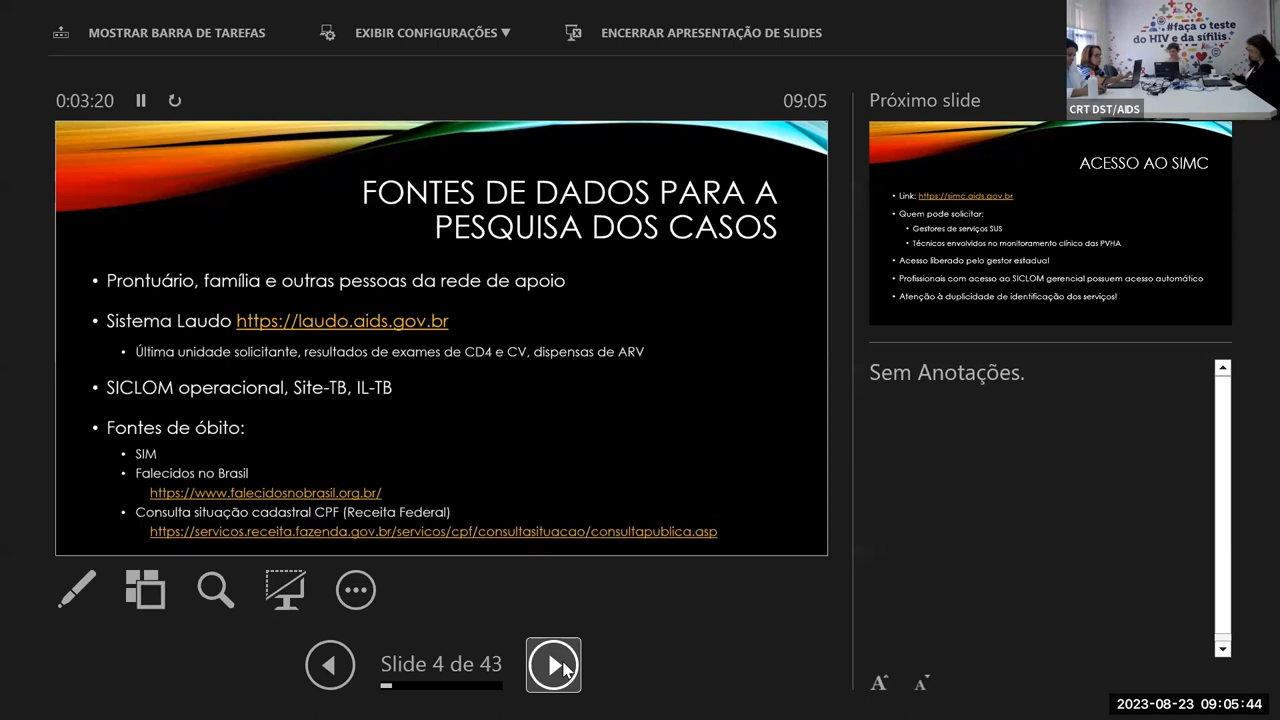 MOSTRAR BARRA DE TAREFAS
EXIBIR CONFIGURAÇÕES ▼
ENCERRAR APRESENTAÇÃO DE SLIDES
#faça o teste
do HIV e da sífilis
CRT DST/AIDS
0:03:20
09:05
FONTES DE DADOS PARA A
PESQUISA DOS CASOS
• Prontuário, família e outras pessoas da rede de apoio
• Sistema Laudo https://laudo.aids.gov.br
• Última unidade solicitante, resultados de exames de CD4 e CV, dispensas de ARV
• SICLOM operacional, Site-TB, IL-TB
• Fontes de óbito:
• SIM
• Falecidos no Brasil
https://www.falecidosnobrasil.org.br/
• Consulta situação cadastral CPF (Receita Federal)
https://servicos.receita.fazenda.gov.br/servicos/cpf/consultasituacao/consultapublica.asp
Próximo slide
ACESSO AO SIMC
• Link: https://simc.aids.gov.br
• Quem pode solicitar:
• Gestores de serviços SUS
• Técnicos envolvidos no monitoramento clínico das PVHA
• Acesso liberado pelo gestor estadual
• Profissionais com acesso ao SICLOM gerencial possuem acesso automático
• Atenção à duplicidade de identificação dos serviços!
Sem Anotações.
Slide 4 de 43
A A
2023-08-23 09:05:44